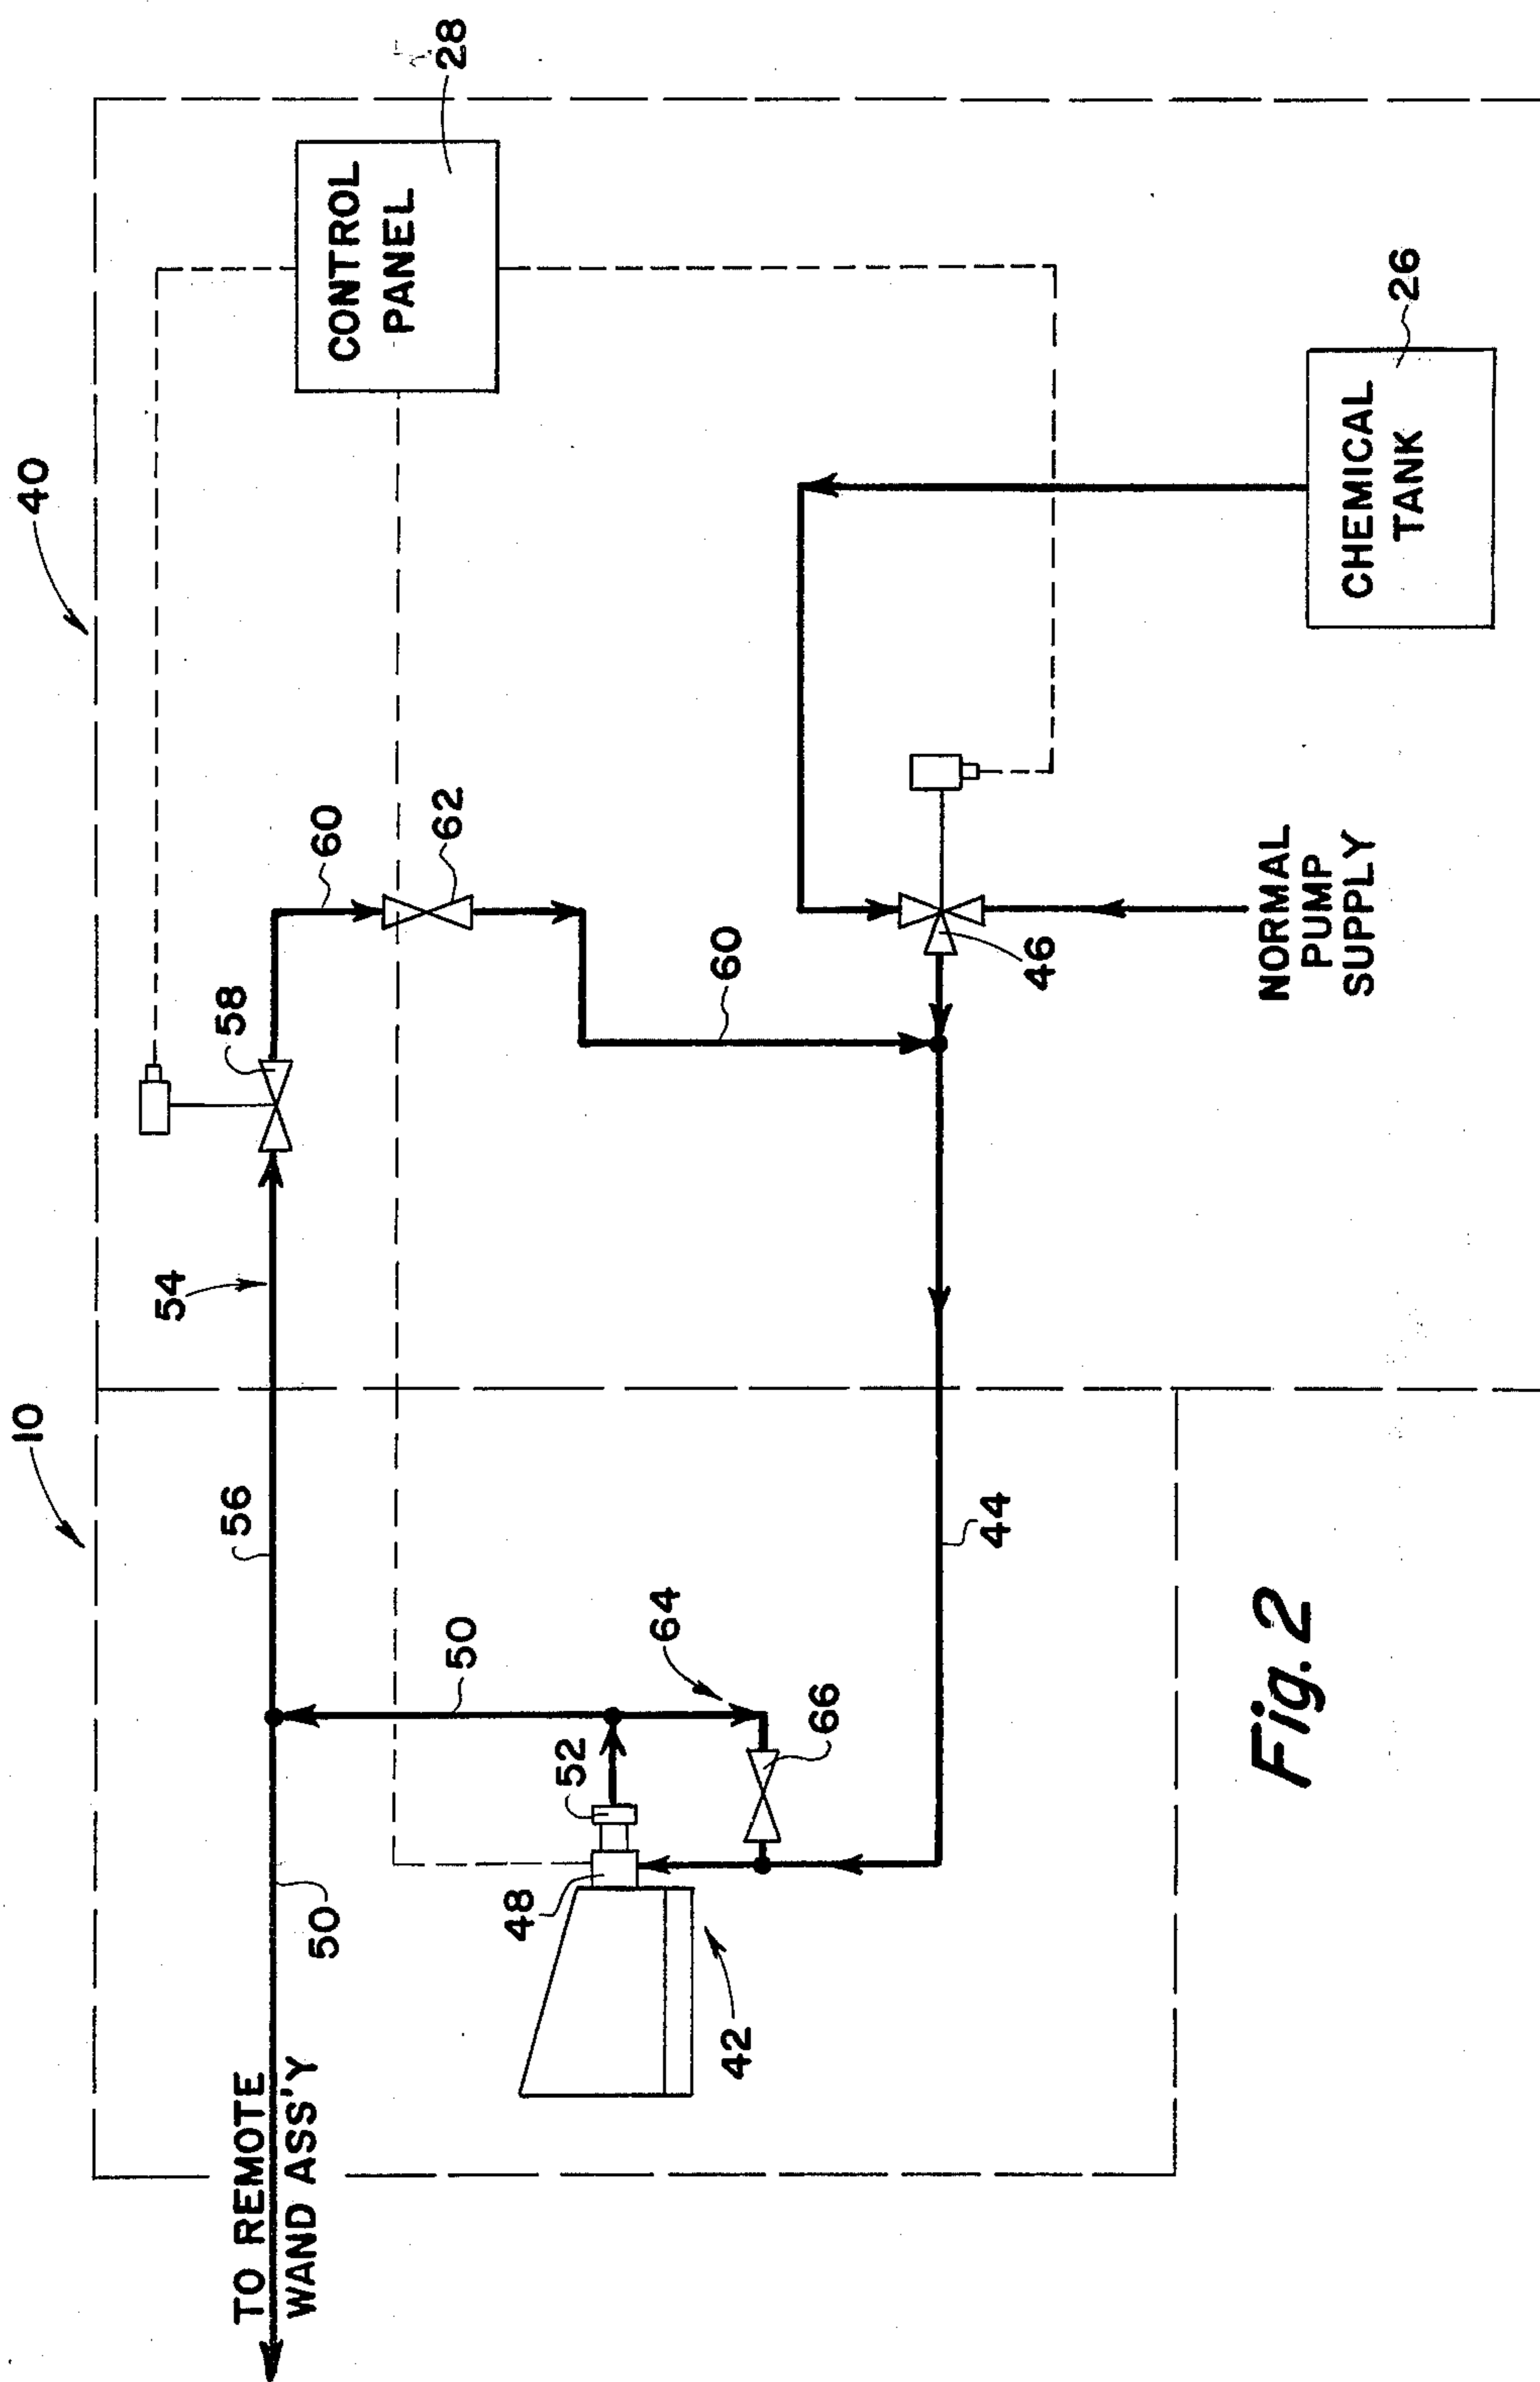 10
40
28
CONTROL
PANEL
54
58
60
62
56
50
50
TO REMOTE
WAND ASS'Y
52
48
64
66
42
60
46
44
NORMAL
PUMP
SUPPLY
CHEMICAL
TANK
26
Fig. 2